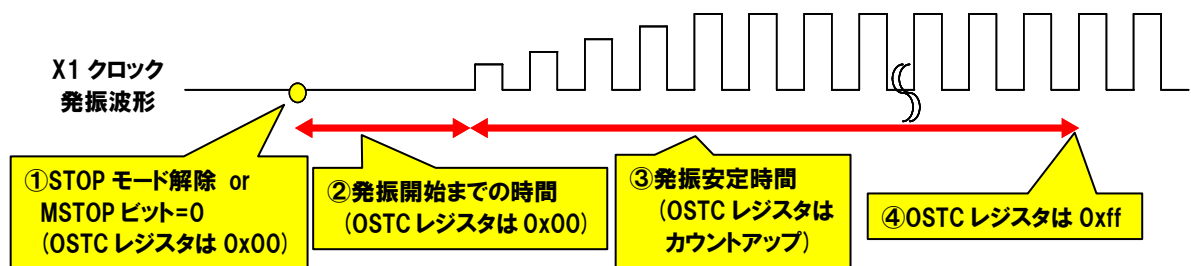 X1 クロック
発振波形
①STOP モード解除 or
MSTOP ビット=0
(OSTC レジスタは 0x00)
②発振開始までの時間
(OSTC レジスタは 0x00)
③発振安定時間
(OSTC レジスタは
カウントアップ)
④OSTC レジスタは 0xff